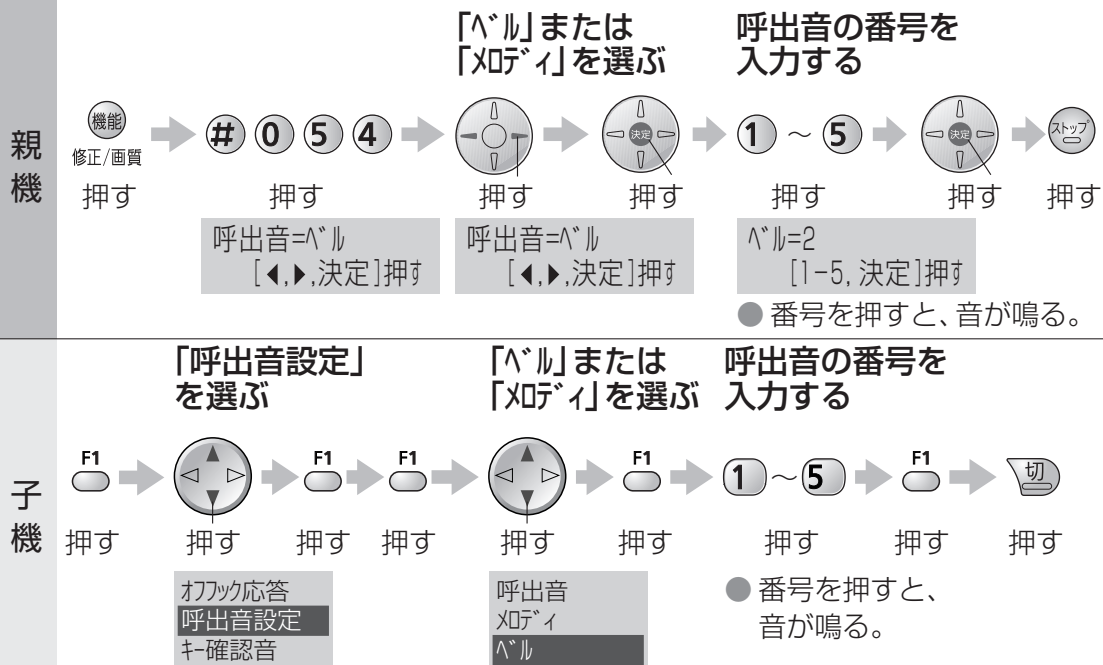 親機
「ﾍﾞﾙ」または
「ﾒﾛﾃﾞｨ」を選ぶ
呼出音の番号を
入力する
機能
修正/画質
# 0 5 4
決定
1 ～ 5
決定
ストップ
押す 押す 押す 押す 押す 押す 押す
呼出音=ﾍﾞﾙ
[◀,▶,決定]押す
呼出音=ﾍﾞﾙ
[◀,▶,決定]押す
ﾍﾞﾙ=2
[1-5,決定]押す
● 番号を押すと、音が鳴る。
子機
「呼出音設定」
を選ぶ
「ﾍﾞﾙ」または
「ﾒﾛﾃﾞｨ」を選ぶ
呼出音の番号を
入力する
F1 F1 F1 F1 1～5 F1 切
押す 押す 押す 押す 押す 押す 押す 押す 押す
ｵﾌﾌｯｸ応答
呼出音設定
ｷｰ確認音
呼出音
ﾒﾛﾃﾞｨ
ﾍﾞﾙ
● 番号を押すと、
音が鳴る。